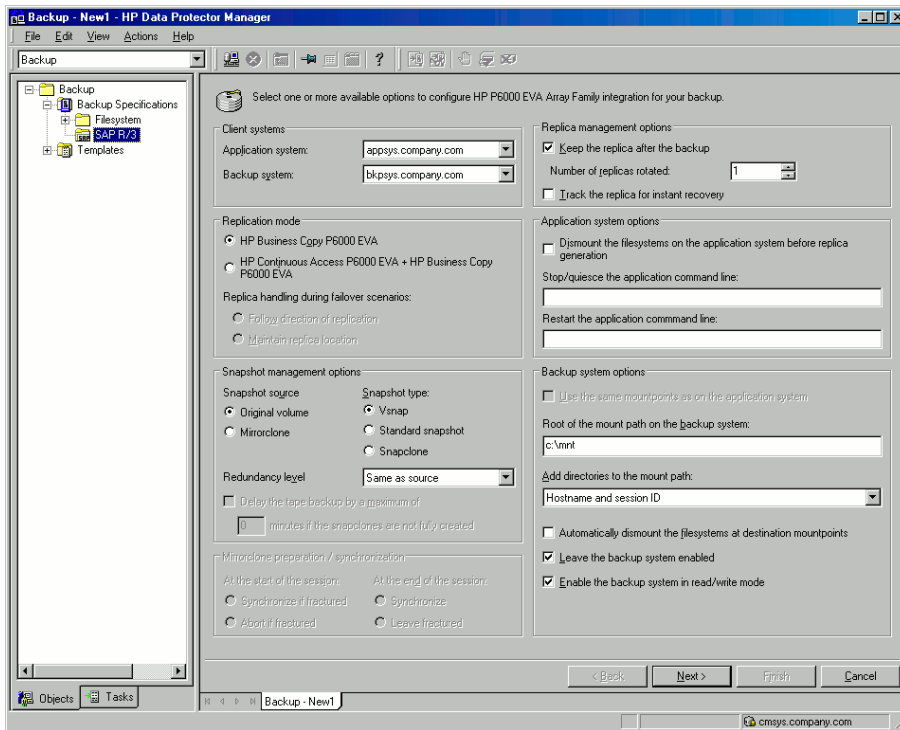 Backup - New1 - HP Data Protector Manager
File Edit View Actions Help
Backup
Backup
Backup Specifications
Filesystem
SAP R/3
Templates
Select one or more available options to configure HP P6000 EVA Array Family integration for your backup.
Client systems
Application system: appsys.company.com
Backup system: bkpsys.company.com
Replica management options
Keep the replica after the backup
Number of replicas rotated: 1
Track the replica for instant recovery
Replication mode
HP Business Copy P6000 EVA
HP Continuous Access P6000 EVA + HP Business Copy
P6000 EVA
Replica handling during failover scenarios:
Follow direction of replication
Maintain replica location
Application system options
Dismount the filesystems on the application system before replica
generation
Stop/quiesce the application command line:
Restart the application commmand line:
Snapshot management options
Snapshot source
Original volume
Mirrorclone
Snapshot type:
Vsnap
Standard snapshot
Snapclone
Redundancy level Same as source
Delay the tape backup by a maximum of
0 minutes if the snapclones are not fully created
Mirrorclone preparation / synchronization
At the start of the session:
Synchronize if fractured
Abort if fractured
At the end of the session:
Synchronize
Leave fractured
Backup system options
Use the same mountpoints as on the application system
Root of the mount path on the backup system:
c:\mnt
Add directories to the mount path:
Hostname and session ID
Automatically dismount the filesystems at destination mountpoints
Leave the backup system enabled
Enable the backup system in read/write mode
< Back Next > Finish Cancel
Objects Tasks
Backup - New1
cmsys.company.com